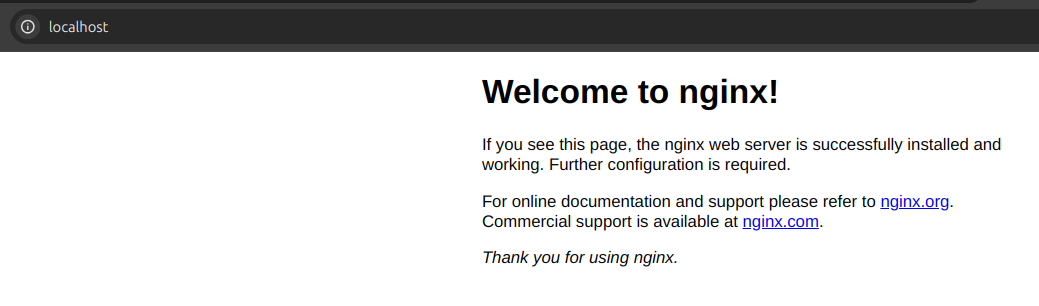 localhost
Welcome to nginx!
If you see this page, the nginx web server is successfully installed and
working. Further configuration is required.
For online documentation and support please refer to nginx.org.
Commercial support is available at nginx.com.
Thank you for using nginx.